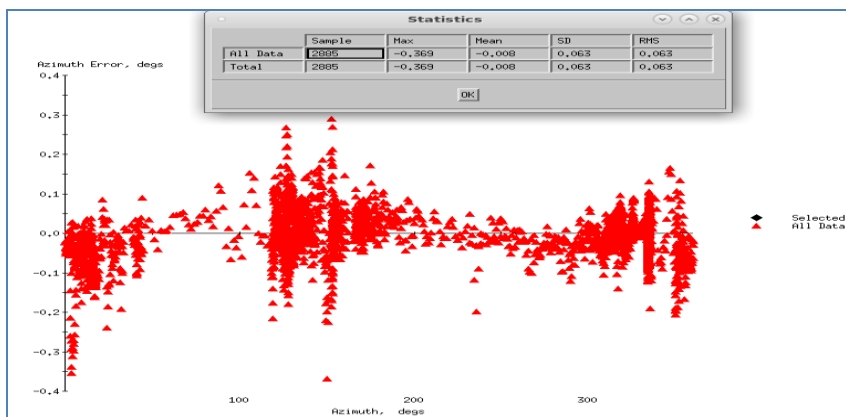 Statistics
Sample Max Mean SD RMS
All Data 2885 -0.369 -0.008 0.063 0.063
Total 2885 -0.369 -0.008 0.063 0.063
OK
Azimuth Error, degs
0.4
0.3
0.2
0.1
0.0
-0.1
-0.2
-0.3
-0.4
100 200 300
Azimuth, degs
Selected
All Data